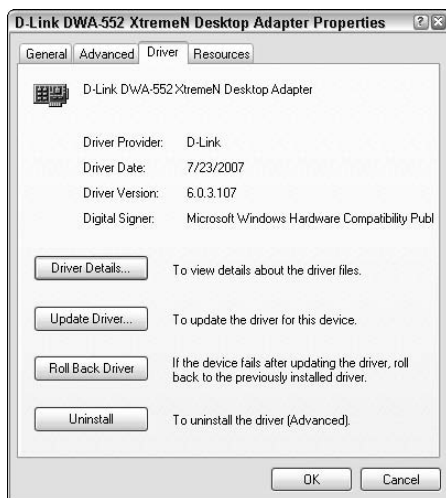 D-Link DWA-552 XtremeN Desktop Adapter Properties
General Advanced Driver Resources
D-Link DWA-552 XtremeN Desktop Adapter
Driver Provider: D-Link
Driver Date: 7/23/2007
Driver Version: 6.0.3.107
Digital Signer: Microsoft Windows Hardware Compatibility Publ
Driver Details... To view details about the driver files.
Update Driver... To update the driver for this device.
Roll Back Driver If the device fails after updating the driver, roll
back to the previously installed driver.
Uninstall To uninstall the driver (Advanced).
OK Cancel